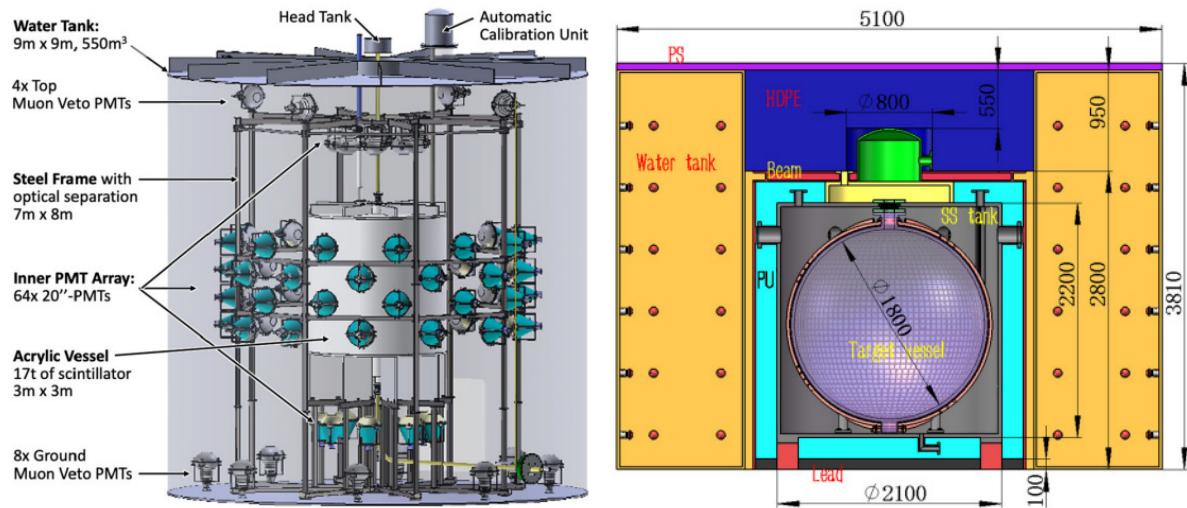 Water Tank:
9m x 9m, 550m³
Head Tank
Automatic
Calibration Unit
4x Top
Muon Veto PMTs
Steel Frame with
optical separation
7m x 8m
Inner PMT Array:
64x 20''-PMTs
Acrylic Vessel
17t of scintillator
3m x 3m
8x Ground
Muon Veto PMTs
5100
PS
HDPE
Ø800
550
950
Water tank
Beam
SS tank
PU
Ø1800
Target vessel
2200
2800
3810
Lead
Ø2100
100